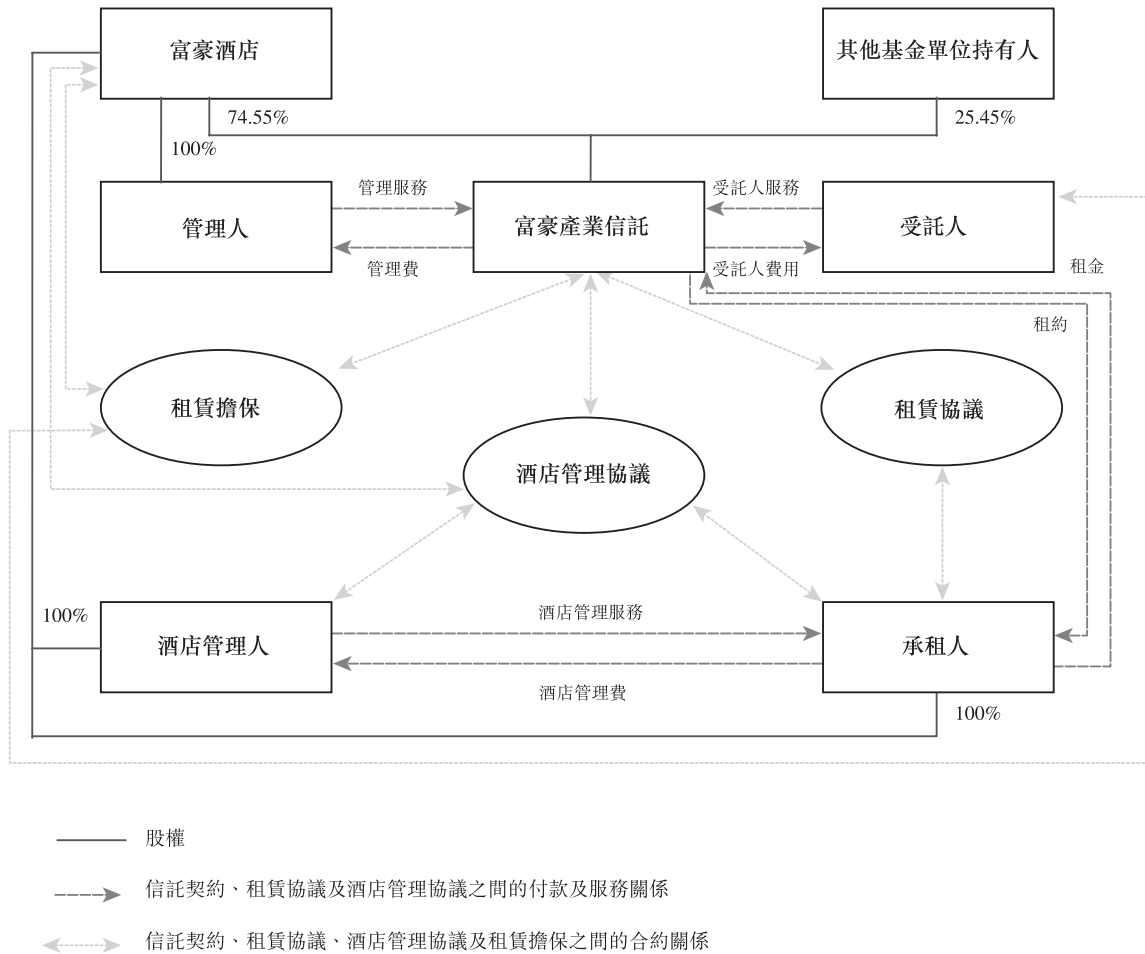 富豪酒店
其他基金單位持有人
74.55%
25.45%
100%
管理服務
受託人服務
管理人
富豪產業信託
受託人
管理費
受託人費用
租金
租約
租賃擔保
租賃協議
酒店管理協議
100%
酒店管理服務
酒店管理人
承租人
酒店管理費
100%
股權
信託契約、租賃協議及酒店管理協議之間的付款及服務關係
信託契約、租賃協議、酒店管理協議及租賃擔保之間的合約關係